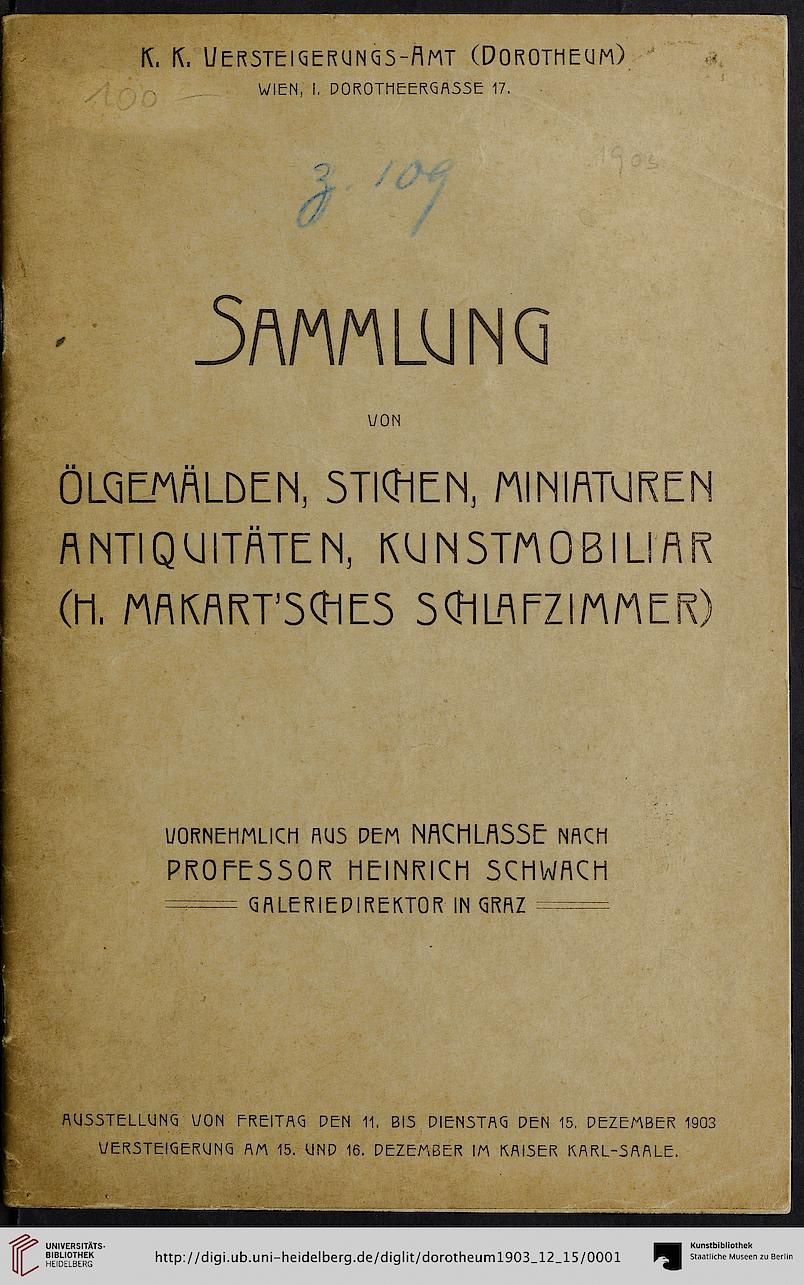 K. K. VERSTEIGERUNGS-AMT (DOROTHEUM)
WIEN, I. DOROTHEERGASSE 17.
100 —
1903
z. 109
SAMMLUNG
VON
ÖLGEMÄLDEN, STICHEN, MINIATUREN
ANTIQUITÄTEN, KUNSTMOBILIAR
(H. MAKART'SCHES SCHLAFZIMMER)
VORNEHMLICH AUS DEM NACHLASSE NACH
PROFESSOR HEINRICH SCHWACH
GALERIEDIREKTOR IN GRAZ
AUSSTELLUNG VON FREITAG DEN 11. BIS DIENSTAG DEN 15. DEZEMBER 1903
VERSTEIGERUNG AM 15. UND 16. DEZEMBER IM KAISER KARL-SAALE.
UNIVERSITÄTS-
BIBLIOTHEK
HEIDELBERG
http://digi.ub.uni-heidelberg.de/diglit/dorotheum1903_12_15/0001
Kunstbibliothek
Staatliche Museen zu Berlin